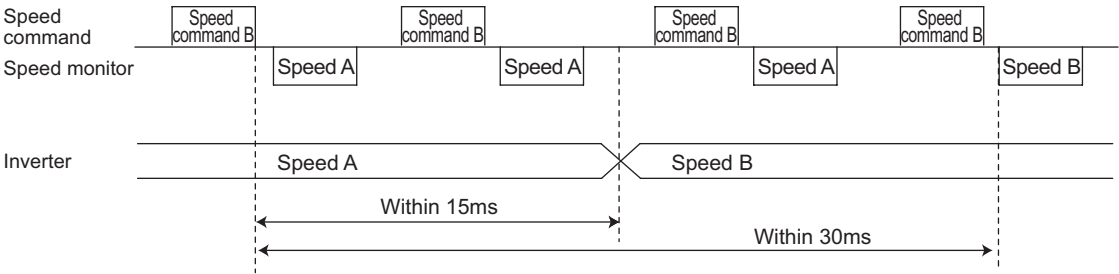 Speed
command
Speed
command B
Speed
command B
Speed
command B
Speed
command B
Speed monitor
Speed A
Speed A
Speed A
Speed B
Inverter
Speed A
Speed B
Within 15ms
Within 30ms